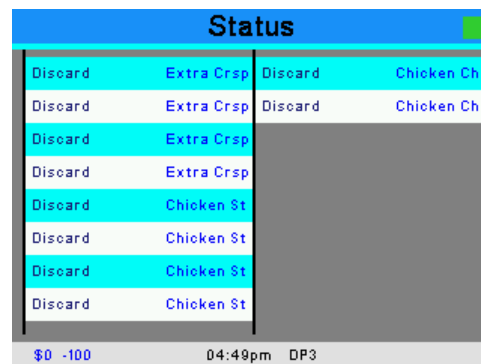 Status
Discard Extra Crsp Discard Chicken Ch
Discard Extra Crsp Discard Chicken Ch
Discard Extra Crsp
Discard Extra Crsp
Discard Chicken St
Discard Chicken St
Discard Chicken St
Discard Chicken St
$0 -100 04:49pm DP3